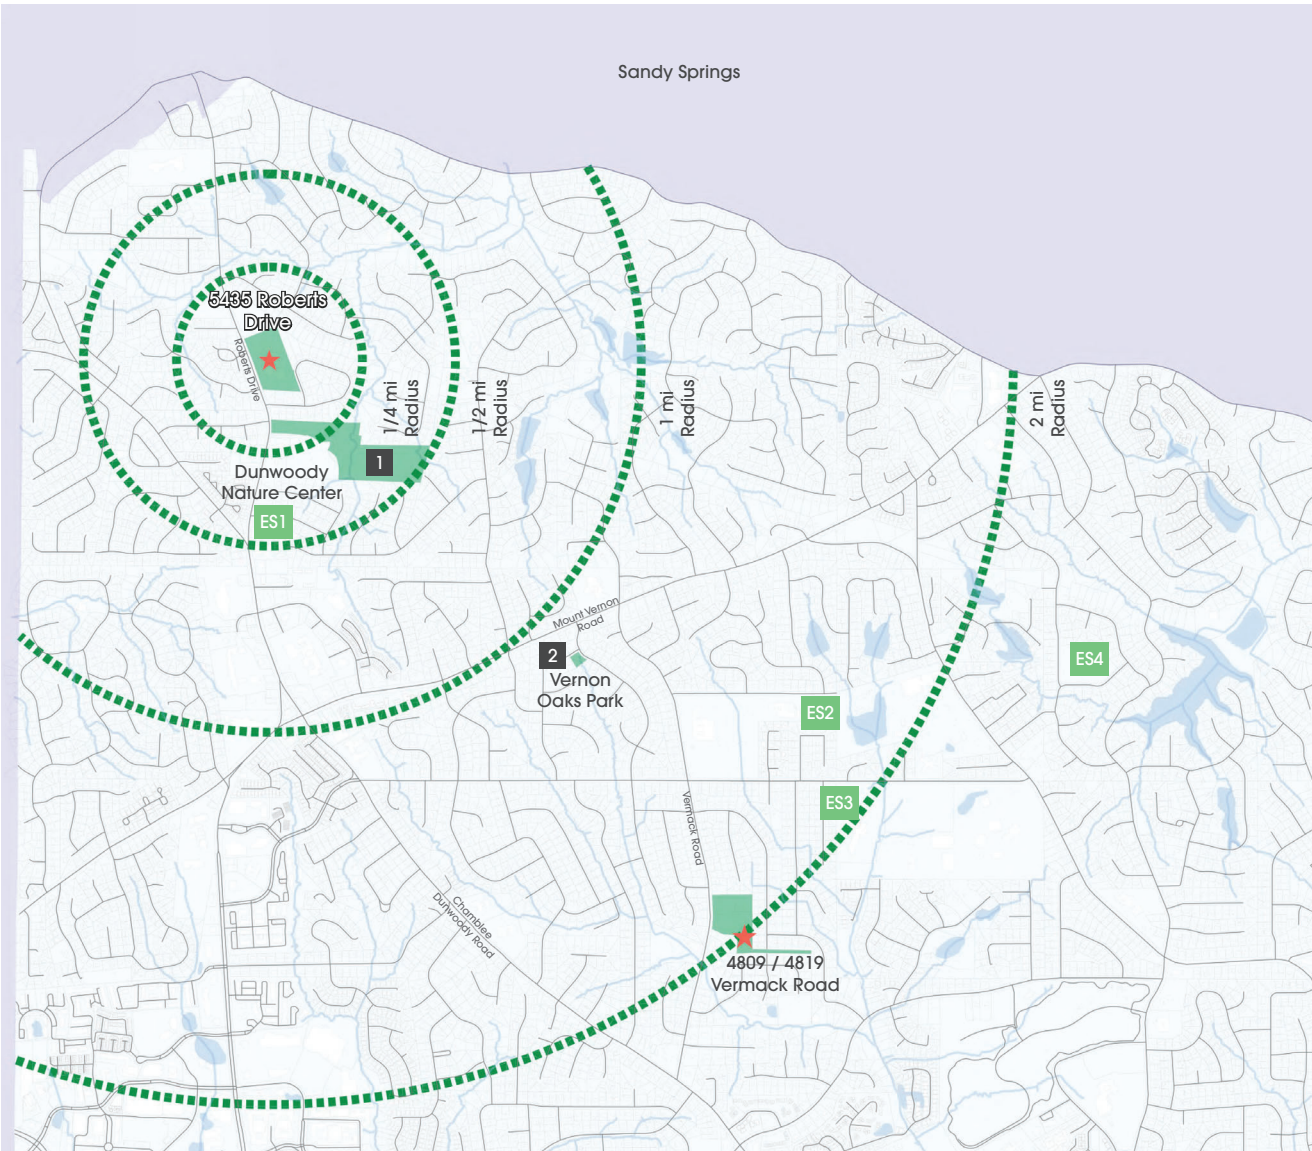 Sandy Springs
5435 Roberts
Drive
Roberts Drive
1/4 mi
Radius
1/2 mi
Radius
1 mi
Radius
2 mi
Radius
1
Dunwoody
Nature Center
ES1
Mount Vernon
Road
2
Vernon
Oaks Park
ES4
ES2
ES3
Vermack Road
Chamblee
Dunwoody Road
4809 / 4819
Vermack Road